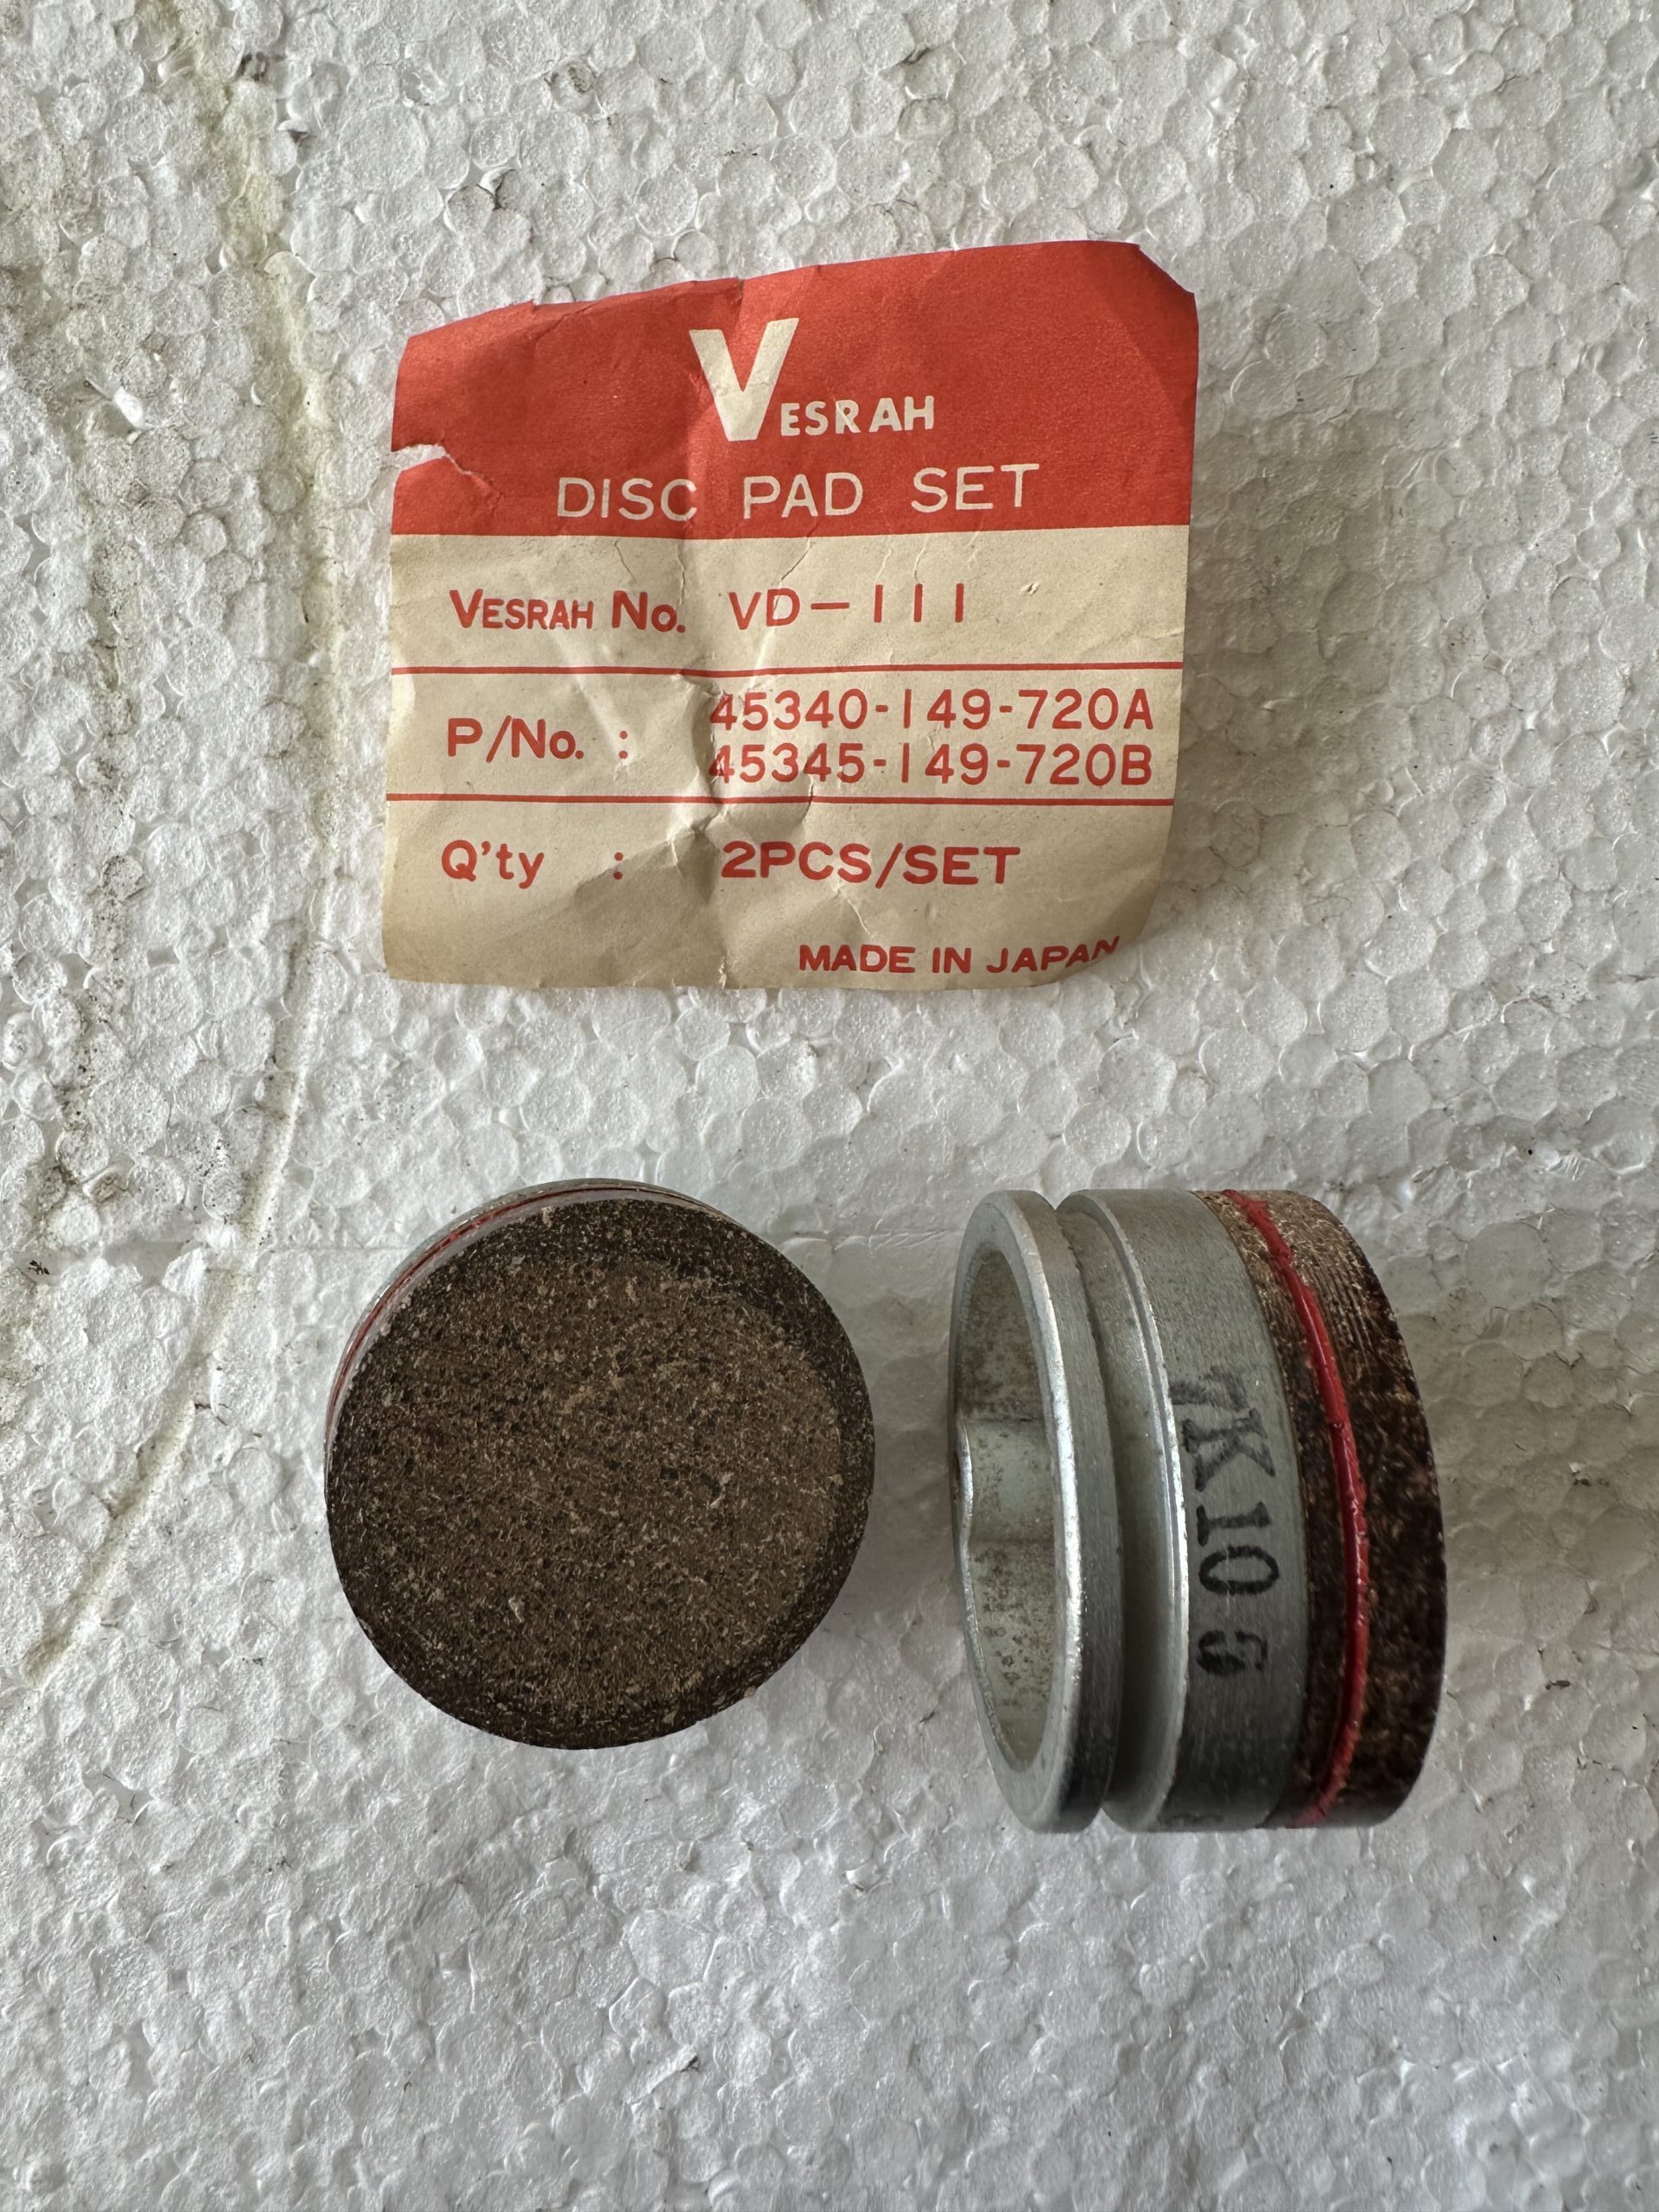 VESRAH
DISC PAD SET
VESRAH No. VD-111
P/No. : 45340-149-720A
45345-149-720B
Q'ty : 2PCS/SET
MADE IN JAPAN
7K10